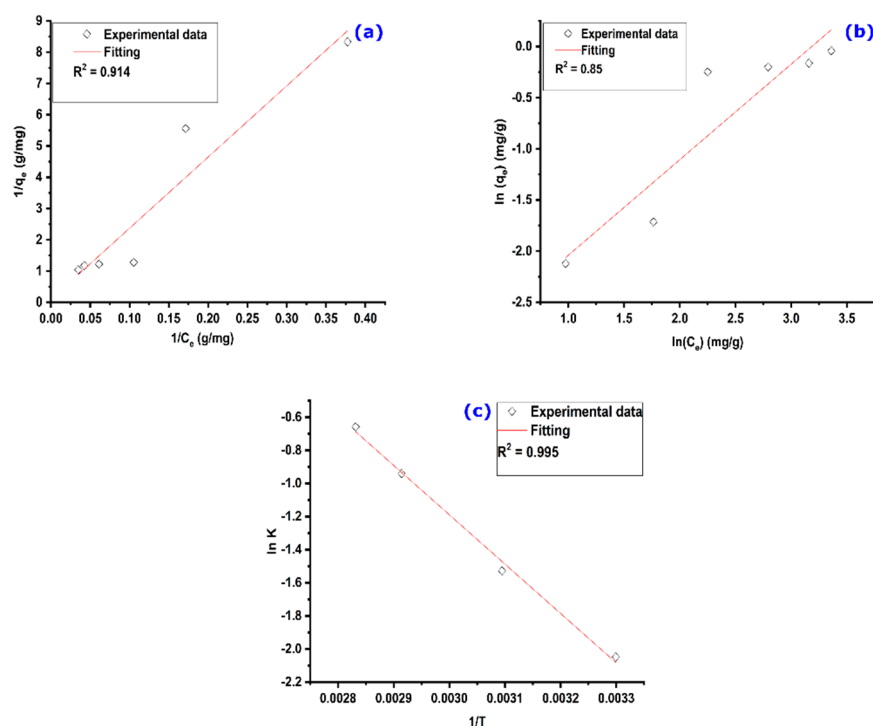 (a)
Experimental data
Fitting
R² = 0.914
9
8
7
6
5
4
3
2
1
0
1/qₑ (g/mg)
0.00 0.05 0.10 0.15 0.20 0.25 0.30 0.35 0.40
1/Cₑ (g/mg)
(b)
Experimental data
Fitting
R² = 0.85
0.0
-0.5
-1.0
-1.5
-2.0
-2.5
ln (qₑ) (mg/g)
1.0 1.5 2.0 2.5 3.0 3.5
ln(Cₑ) (mg/g)
(c)
Experimental data
Fitting
R² = 0.995
-0.6
-0.8
-1.0
-1.2
-1.4
-1.6
-1.8
-2.0
-2.2
ln K
0.0028 0.0029 0.0030 0.0031 0.0032 0.0033
1/T